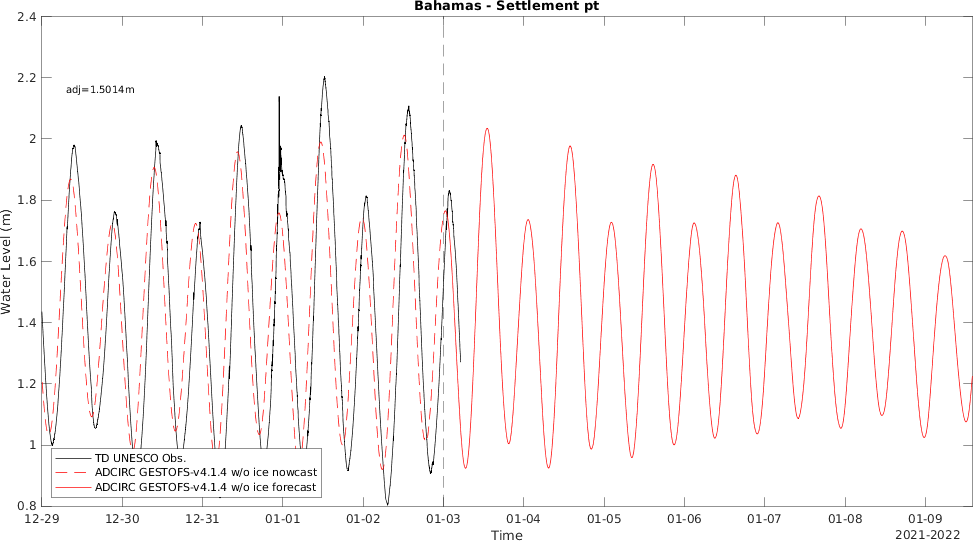 Bahamas - Settlement pt
2.4
2.2
2
1.8
1.6
1.4
1.2
1
0.8
Water Level (m)
adj=1.5014m
TD UNESCO Obs.
ADCIRC GESTOFS-v4.1.4 w/o ice nowcast
ADCIRC GESTOFS-v4.1.4 w/o ice forecast
12-29 12-30 12-31 01-01 01-02 01-03 01-04 01-05 01-06 01-07 01-08 01-09
Time
2021-2022